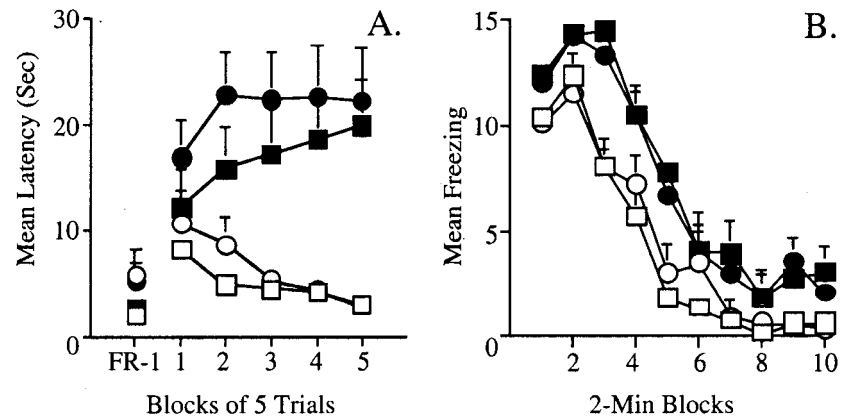 A.
B.
Mean Latency (Sec)
30
20
10
0
FR-1 1 2 3 4 5
Blocks of 5 Trials
Mean Freezing
15
10
5
0
2 4 6 8 10
2-Min Blocks